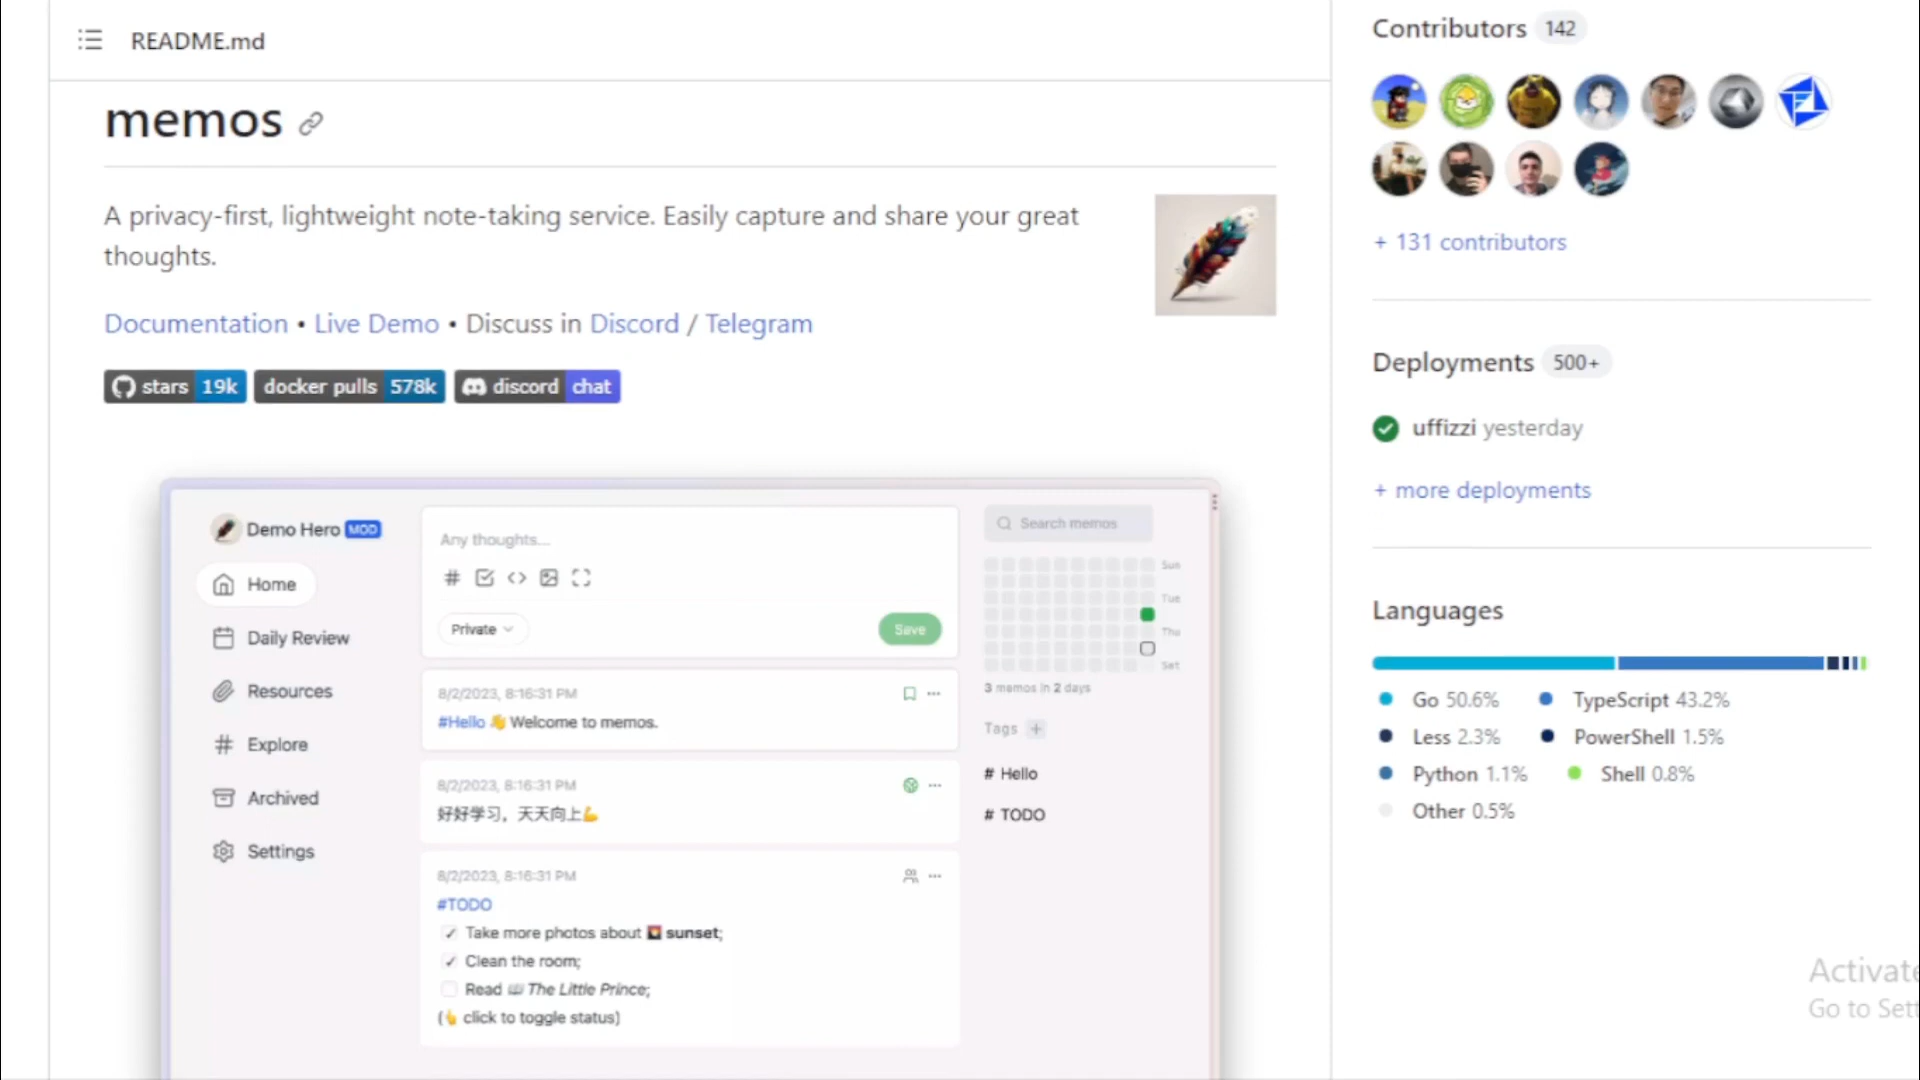 README.md
memos
A privacy-first, lightweight note-taking service. Easily capture and share your great
thoughts.
Documentation • Live Demo • Discuss in Discord / Telegram
stars 19k docker pulls 578k discord chat
Demo Hero MOD
Home
Daily Review
Resources
Explore
Archived
Settings
Any thoughts...
Private
Save
8/2/2023, 8:16:31 PM
#Hello 👋 Welcome to memos.
8/2/2023, 8:16:31 PM
好好学习，天天向上💪
8/2/2023, 8:16:31 PM
#TODO
Take more photos about 🌄 sunset;
Clean the room;
Read 📖 The Little Prince;
(👆 click to toggle status)
Search memos
Sun
Tue
Thu
Sat
3 memos in 2 days
Tags +
# Hello
# TODO
Contributors 142
+ 131 contributors
Deployments 500+
uffizzi yesterday
+ more deployments
Languages
Go 50.6% TypeScript 43.2%
Less 2.3% PowerShell 1.5%
Python 1.1% Shell 0.8%
Other 0.5%
Activate
Go to Sett